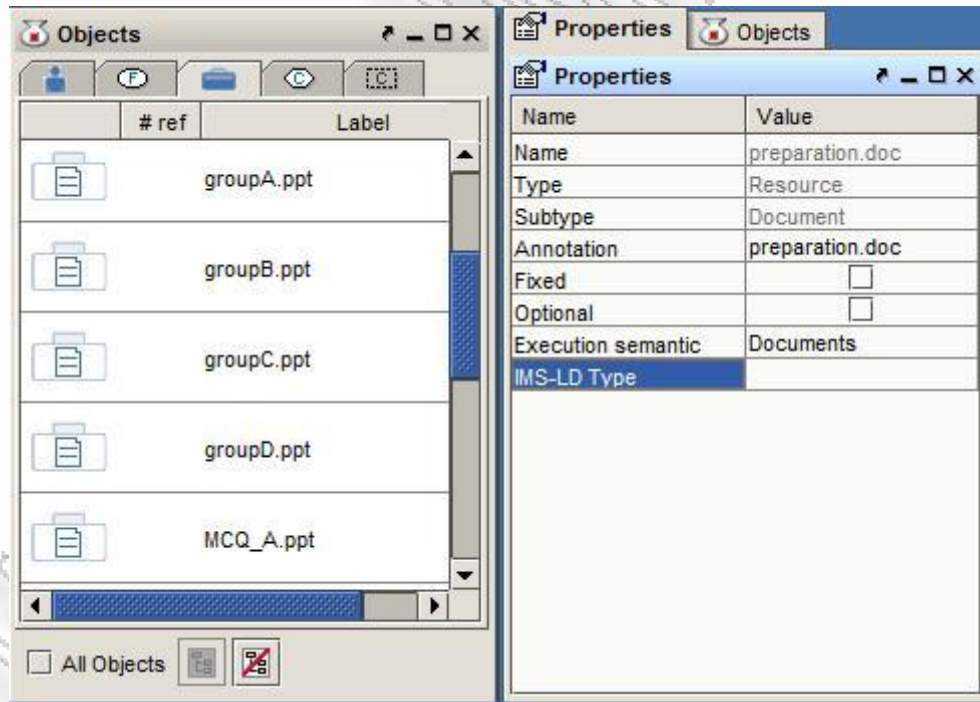 Objects
F
C
C
# ref Label
groupA.ppt
groupB.ppt
groupC.ppt
groupD.ppt
MCQ_A.ppt
All Objects
Properties Objects
Properties
Name Value
Name preparation.doc
Type Resource
Subtype Document
Annotation preparation.doc
Fixed
Optional
Execution semantic Documents
IMS-LD Type